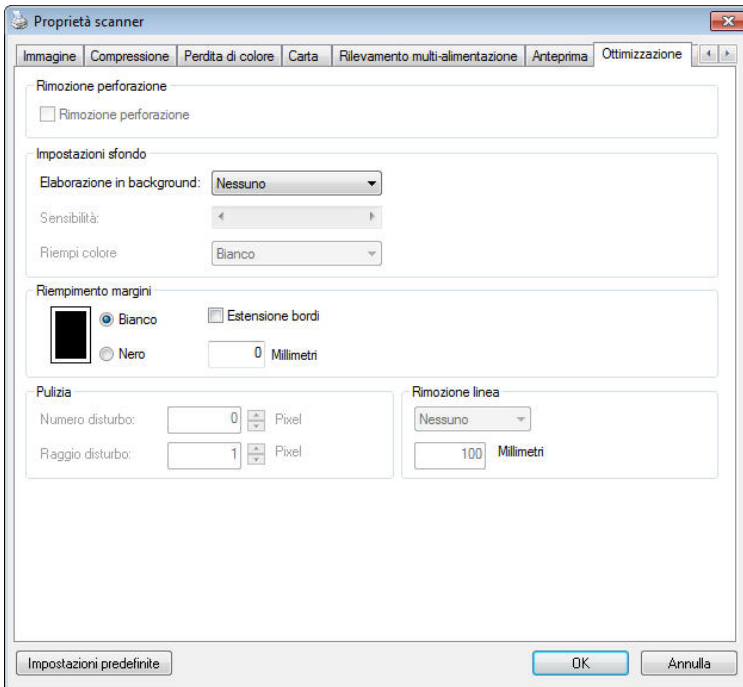 Proprietà scanner
Immagine Compressione Perdita di colore Carta Rilevamento multi-alimentazione Anteprima Ottimizzazione
Rimozione perforazione
Rimozione perforazione
Impostazioni sfondo
Elaborazione in background: Nessuno
Sensibilità:
Riempi colore Bianco
Riempimento margini
Bianco Estensione bordi
Nero 0 Millimetri
Pulizia Rimozione linea
Numero disturbo: 0 Pixel Nessuno
Raggio disturbo: 1 Pixel 100 Millimetri
Impostazioni predefinite OK Annulla